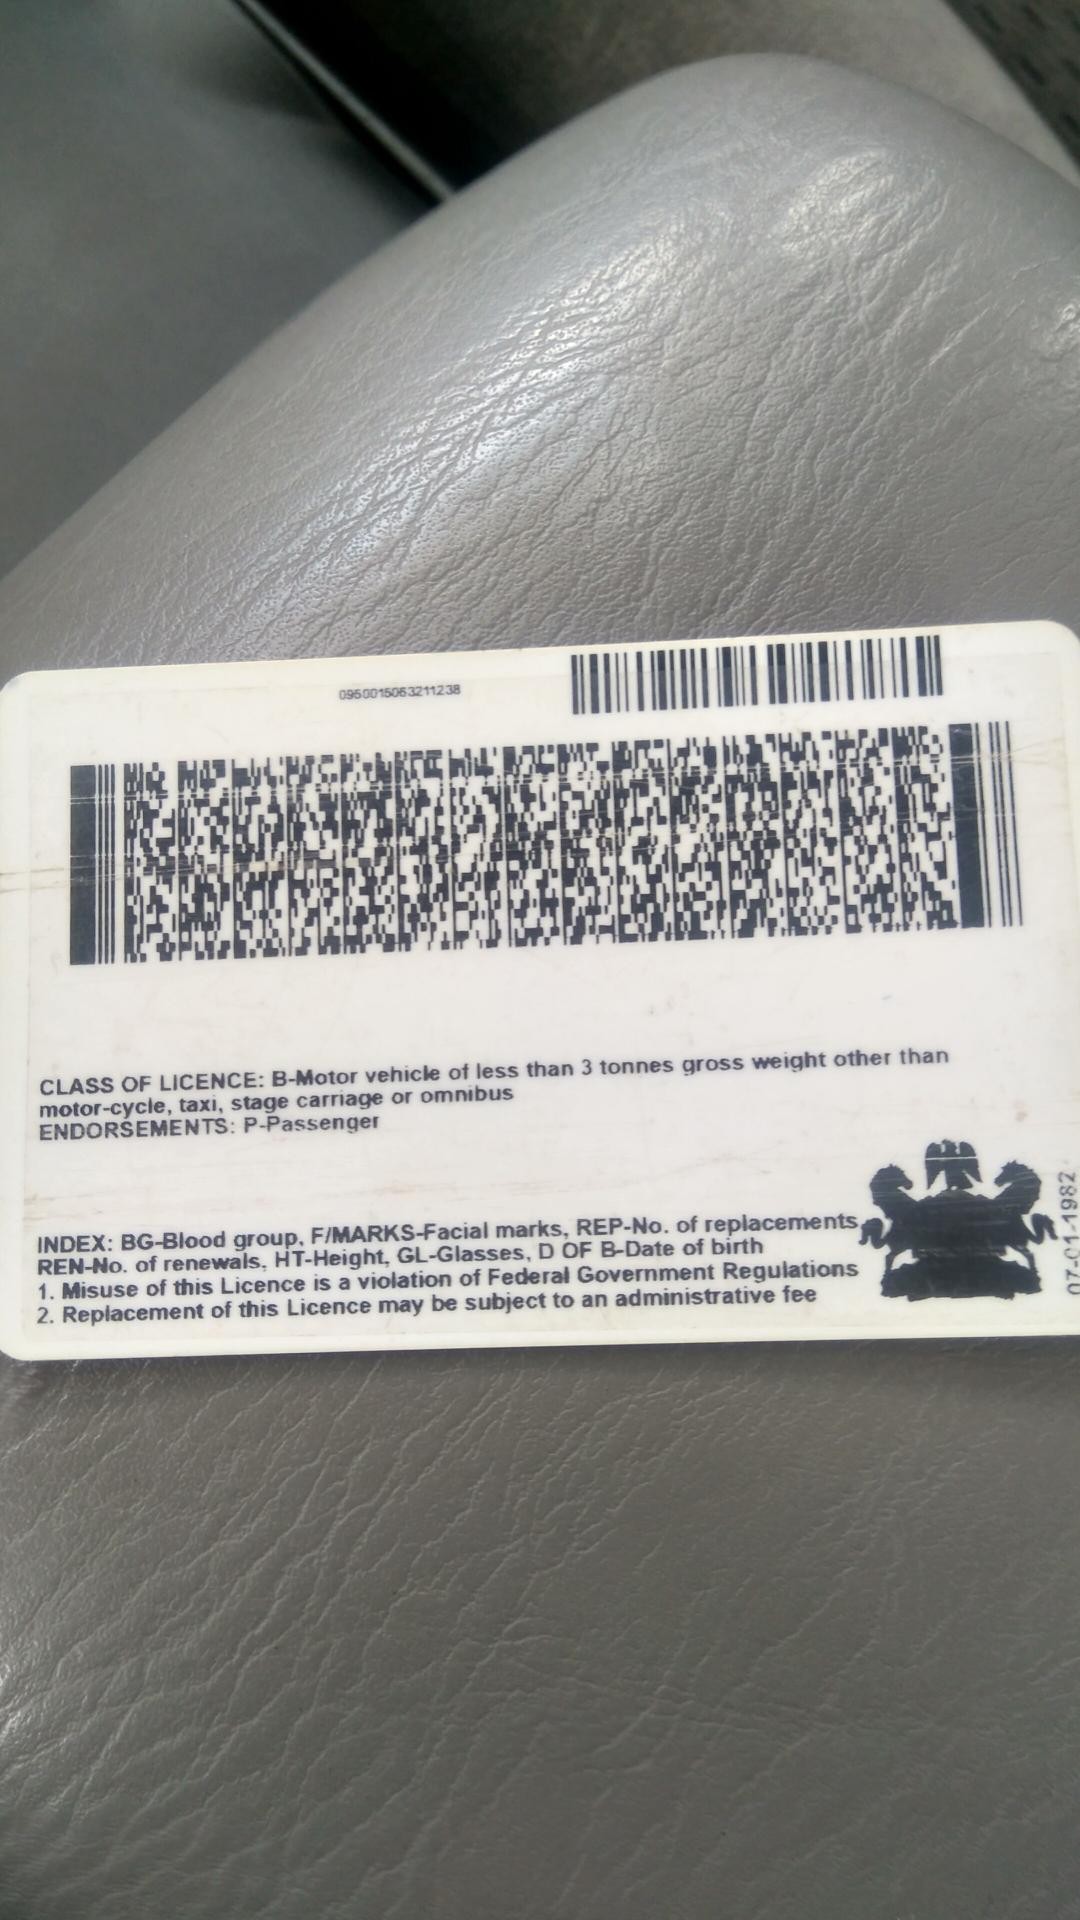 0950015063211238
CLASS OF LICENCE: B-Motor vehicle of less than 3 tonnes gross weight other than
motor-cycle, taxi, stage carriage or omnibus
ENDORSEMENTS: P-Passenger
INDEX: BG-Blood group, F/MARKS-Facial marks, REP-No. of replacements
REN-No. of renewals, HT-Height, GL-Glasses, D OF B-Date of birth
1. Misuse of this Licence is a violation of Federal Government Regulations
2. Replacement of this Licence may be subject to an administrative fee
07-01-1982